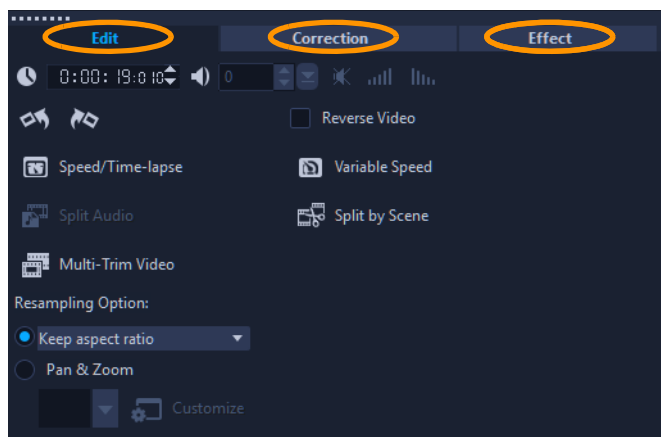 Edit Correction Effect
0:00:19:010 0
Reverse Video
Speed/Time-lapse Variable Speed
Split Audio Split by Scene
Multi-Trim Video
Resampling Option:
Keep aspect ratio
Pan & Zoom
Customize